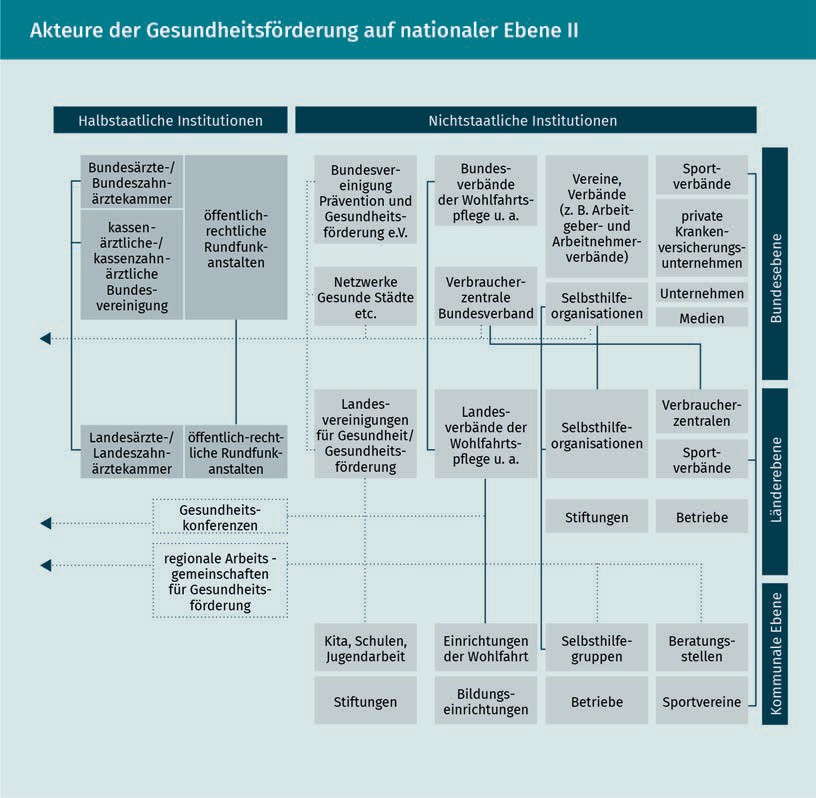 Akteure der Gesundheitsförderung auf nationaler Ebene II
Halbstaatliche Institutionen
Nichtstaatliche Institutionen
Bundesärzte-/
Bundeszahn-
ärztekammer
kassen-
ärztliche-/
kassenzahn-
ärztliche
Bundes-
vereinigung
öffentlich-
rechtliche
Rundfunk-
anstalten
Bundesver-
einigung
Prävention und
Gesundheits-
förderung e.V.
Netzwerke
Gesunde Städte
etc.
Bundes-
verbände
der Wohlfahrts-
pflege u. a.
Verbraucher-
zentrale
Bundesverband
Vereine,
Verbände
(z. B. Arbeit-
geber- und
Arbeitnehmer-
verbände)
Selbsthilfe-
organisationen
Sport-
verbände
private
Kranken-
versicherungs-
unternehmen
Unternehmen
Medien
Bundesebene
Landesärzte-/
Landeszahn-
ärztekammer
öffentlich-recht-
liche Rundfunk-
anstalten
Landes-
vereinigungen
für Gesundheit/
Gesundheits-
förderung
Landes-
verbände der
Wohlfahrts-
pflege u. a.
Selbsthilfe-
organisationen
Verbraucher-
zentralen
Sport-
verbände
Stiftungen
Betriebe
Länderebene
Gesundheits-
konferenzen
regionale Arbeits -
gemeinschaften
für Gesundheits-
förderung
Kita, Schulen,
Jugendarbeit
Einrichtungen
der Wohlfahrt
Selbsthilfe-
gruppen
Beratungs-
stellen
Stiftungen
Bildungs-
einrichtungen
Betriebe
Sportvereine
Kommunale Ebene